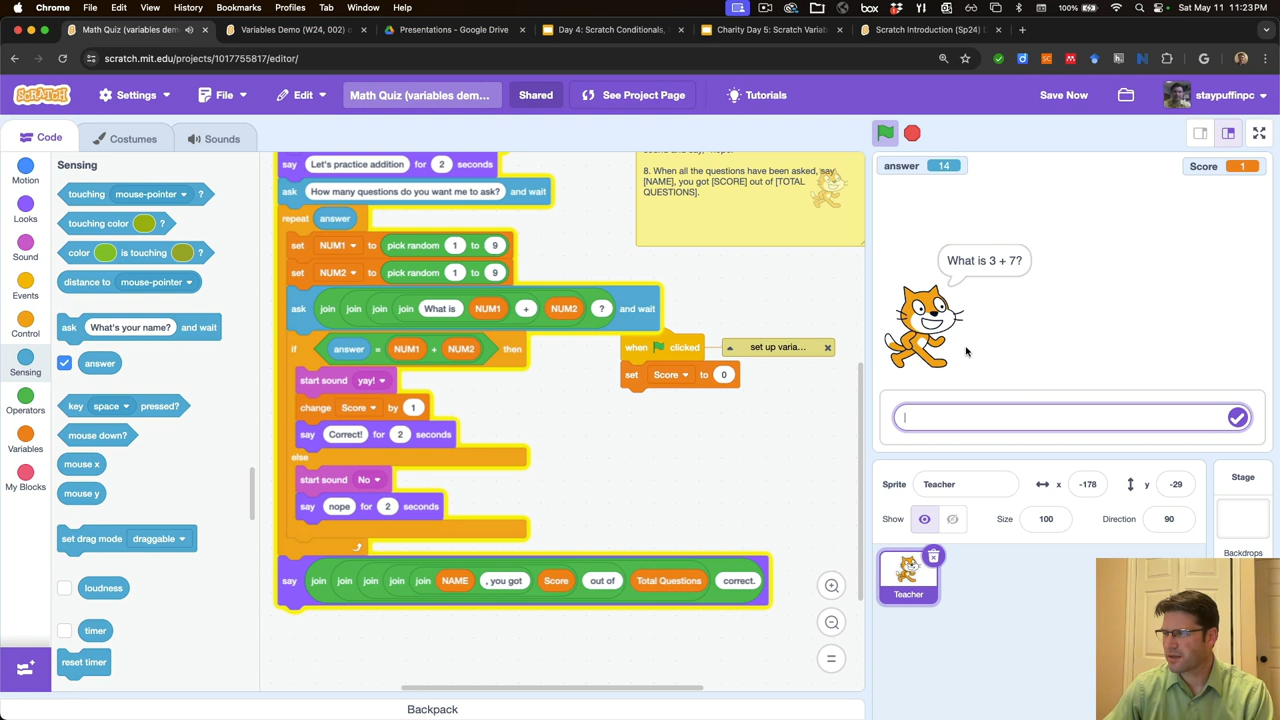 Chrome File Edit View History Bookmarks Profiles Tab Window Help
box 100% Sat May 11 11:23 PM
Math Quiz (variables dem
Variables Demo (W24, 002) o
Presentations - Google Drive
Day 4: Scratch Conditionals,
Charity Day 5: Scratch Variab
Scratch Introduction (Sp24)
scratch.mit.edu/projects/1017755817/editor/
SCRATCH Settings File Edit Math Quiz (variables dem... Shared See Project Page Tutorials Save Now staypuffinpc
Code Costumes Sounds
Motion
Looks
Sound
Events
Control
Sensing
Operators
Variables
My Blocks
Sensing
touching mouse-pointer ?
touching color ?
color is touching ?
distance to mouse-pointer
ask What's your name? and wait
answer
key space pressed?
mouse down?
mouse x
mouse y
set drag mode draggable
loudness
timer
reset timer
say Let's practice addition for 2 seconds
ask How many questions do you want me to ask? and wait
repeat answer
set NUM1 to pick random 1 to 9
set NUM2 to pick random 1 to 9
ask join join join join What is NUM1 + NUM2 ? and wait
if answer = NUM1 + NUM2 then
start sound yay!
change Score by 1
say Correct! for 2 seconds
else
start sound No
say nope for 2 seconds
say join join join join join NAME , you got Score out of Total Questions correct.
8. When all the questions have been asked, say
[NAME], you got [SCORE] out of [TOTAL
QUESTIONS].
when clicked
set up varia...
set Score to 0
answer 14
Score 1
What is 3 + 7?
Sprite Teacher x -178 y -29
Show Size 100 Direction 90
Teacher
Stage
Backdrops
Backpack